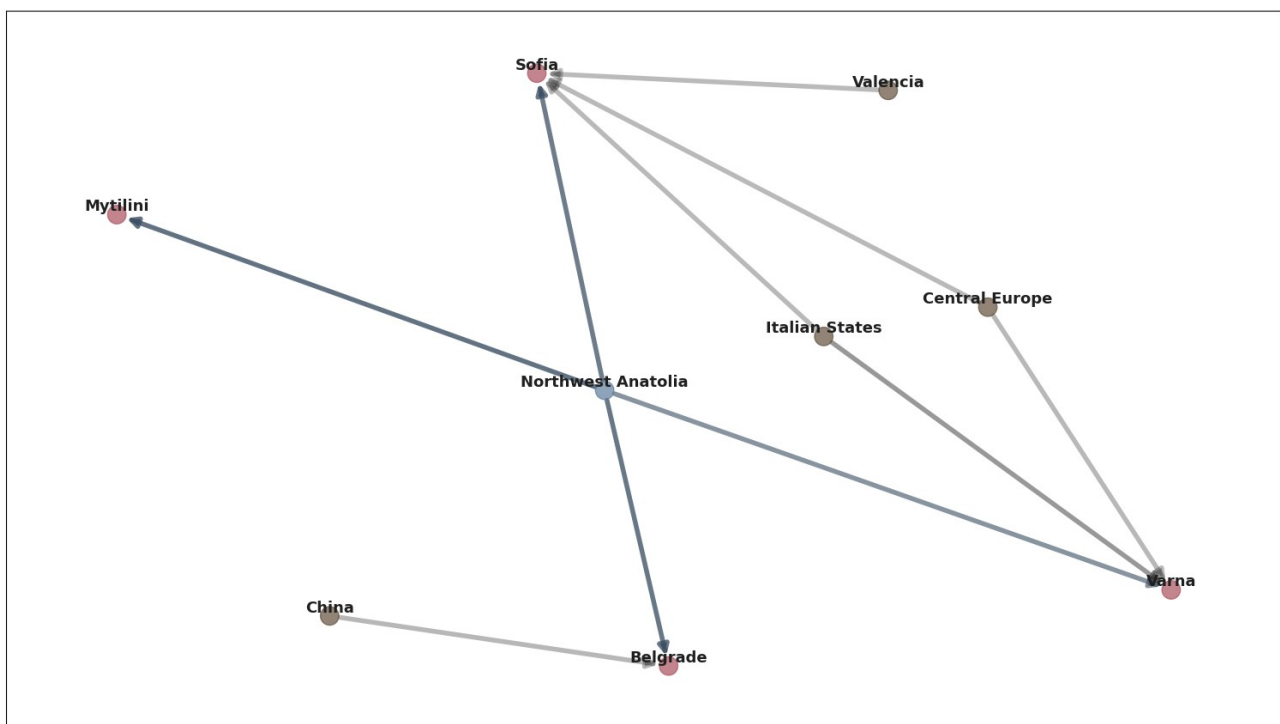 Sofia
Valencia
Mytilini
Central Europe
Italian States
Northwest Anatolia
Varna
China
Belgrade